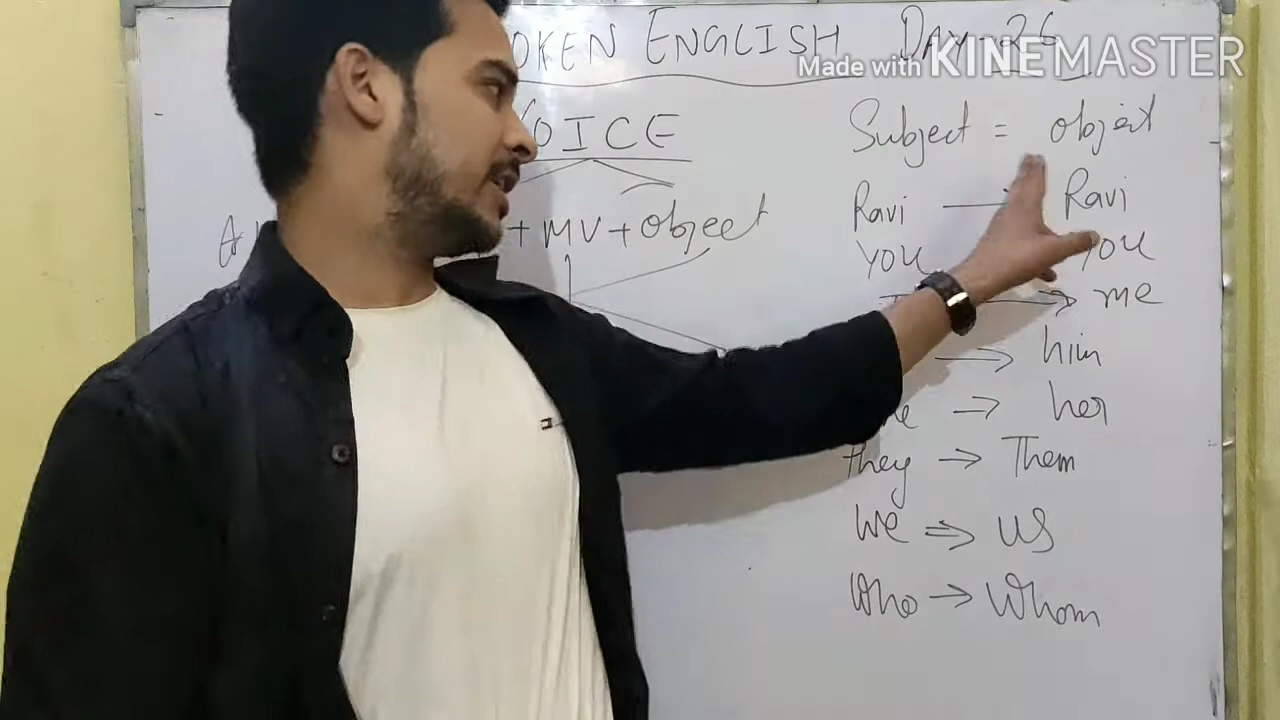 OKEN ENGLISH DAY-26
Made with KINEMASTER
VOICE
+ MV + Object
Subject = object
Ravi → Ravi
You You
→ me
→ him
→ her
they → Them
We ⇒ US
Who → Whom